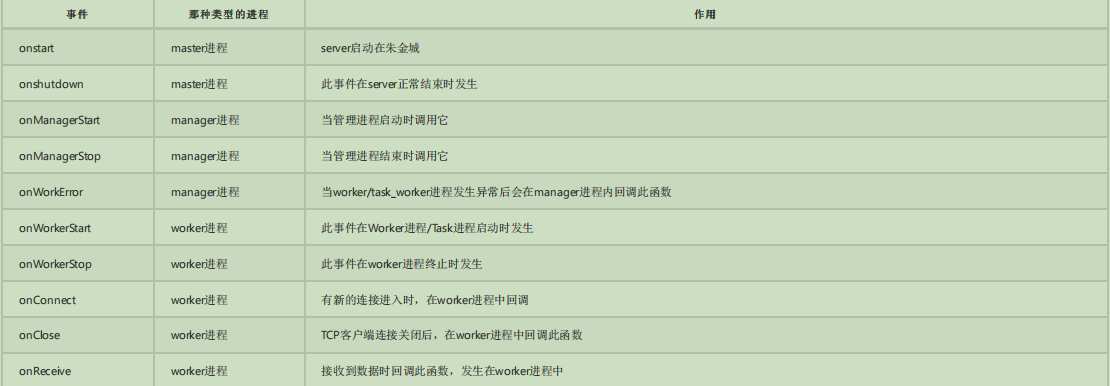 事件 那种类型的进程 作用
onstart master进程 server启动在朱金城
onshutdown master进程 此事件在server正常结束时发生
onManagerStart manager进程 当管理进程启动时调用它
onManagerStop manager进程 当管理进程结束时调用它
onWorkError manager进程 当worker/task_worker进程发生异常后会在manager进程内回调此函数
onWorkerStart worker进程 此事件在Worker进程/Task进程启动时发生
onWorkerStop worker进程 此事件在worker进程终止时发生
onConnect worker进程 有新的连接进入时，在worker进程中回调
onClose worker进程 TCP客户端连接关闭后，在worker进程中回调此函数
onReceive worker进程 接收到数据时回调此函数，发生在worker进程中